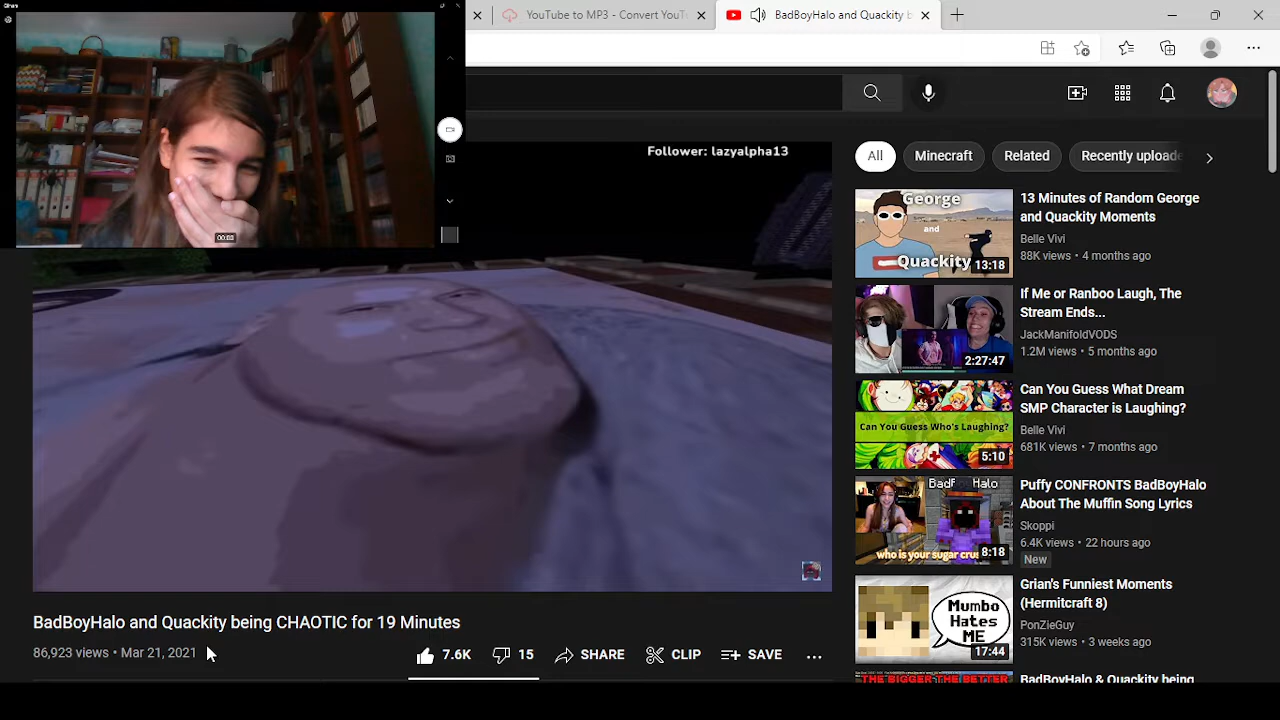 YouTube to MP3 - Convert YouT
BadBoyHalo and Quackity b
00:03
Follower: lazyalpha13
All
Minecraft
Related
Recently uploade
George
and
Quackity
13:18
13 Minutes of Random George
and Quackity Moments
Belle Vivi
88K views • 4 months ago
2:27:47
If Me or Ranboo Laugh, The
Stream Ends...
JackManifoldVODS
1.2M views • 5 months ago
Can You Guess Who's Laughing?
5:10
Can You Guess What Dream
SMP Character is Laughing?
Belle Vivi
681K views • 7 months ago
who is your sugar crus
8:18
Puffy CONFRONTS BadBoyHalo
About The Muffin Song Lyrics
Skoppi
6.4K views • 22 hours ago
New
Mumbo
Hates
ME
17:44
Grian's Funniest Moments
(Hermitcraft 8)
PonZieGuy
315K views • 3 weeks ago
THE BIGGER THE BETTER
BadBoyHalo & Quackity being
BadBoyHalo and Quackity being CHAOTIC for 19 Minutes
86,923 views • Mar 21, 2021
7.6K
15
SHARE
CLIP
SAVE